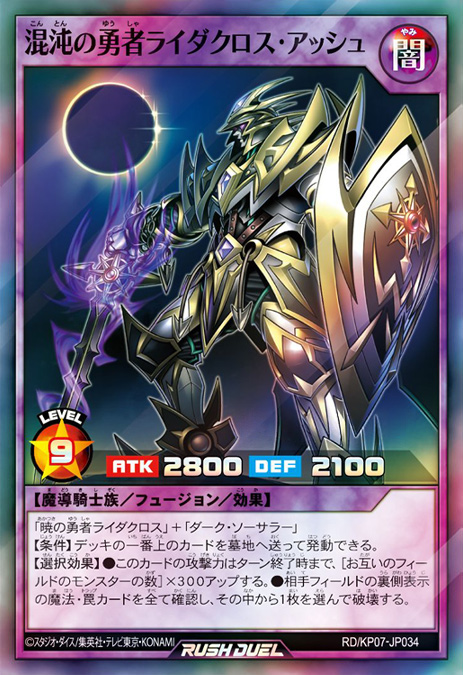 混沌の勇者ライダクロス・アッシュ
闇
LEVEL
9
ATK 2800 DEF 2100
【魔導騎士族／フュージョン／効果】
「暁の勇者ライダクロス」＋「ダーク・ソーサラー」
【条件】デッキの一番上のカードを墓地へ送って発動できる。
【選択効果】●このカードの攻撃力はターン終了時まで、[お互いのフィ
ールドのモンスターの数]×300アップする。●相手フィールドの裏側表示
の魔法・罠カードを全て確認し、その中から1枚を選んで破壊する。
©スタジオ・ダイス/集英社・テレビ東京・KONAMI
RUSH DUEL
RD/KP07-JP034